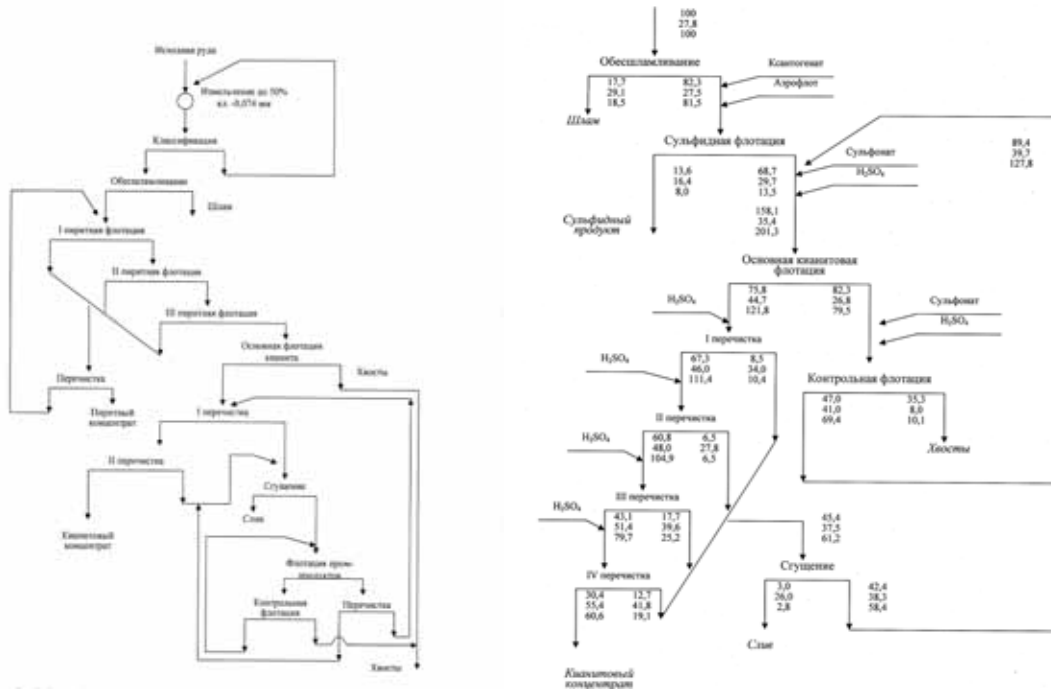 Исходная руда
Измельчение до 50%
кл. -0,074 мм
Классификация
Обесшламливание
Шлам
I пиритная флотация
II пиритная флотация
III пиритная флотация
Основная флотация
кианита
Хвосты
Перечистка
Пиритный
концентрат
I перечистка
II перечистка
Сгущение
Слив
Кианитовый
концентрат
Флотация пром-
продуктов
Контрольная
флотация
Перечистка
Хвосты
100
27,8
100
Обесшламливание
Ксантогенат
Аэрофлот
17,7 82,3
29,1 27,5
18,5 81,5
Шлам
Сульфидная флотация
89,4
39,7
127,8
Сульфонат
H₂SO₄
13,6 68,7
16,4 29,7
8,0 13,5
158,1
35,4
201,3
Сульфидный
продукт
Основная кианитовая
флотация
75,8 82,3
44,7 26,8
121,8 79,5
H₂SO₄
Сульфонат
H₂SO₄
I перечистка
H₂SO₄
67,3 8,5
46,0 34,0
111,4 10,4
Контрольная флотация
47,0 35,3
41,0 8,0
69,4 10,1
Хвосты
II перечистка
H₂SO₄
60,8 6,5
48,0 27,8
104,9 6,5
III перечистка
H₂SO₄
43,1 17,7
51,4 39,6
79,7 25,2
45,4
37,5
61,2
Сгущение
IV перечистка
30,4 12,7
55,4 41,8
60,6 19,1
3,0 42,4
26,0 38,3
2,8 58,4
Слив
Кианитовый
концентрат